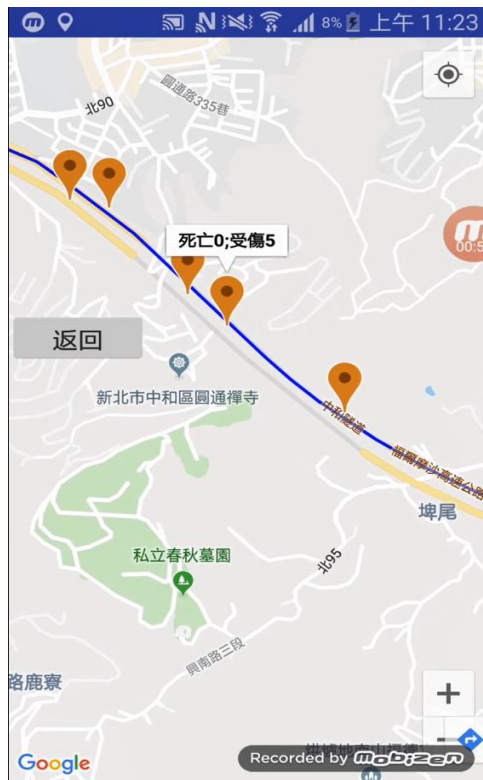 8% 上午 11:23
圓通路335巷
北90
死亡0;受傷5
00:5
返回
新北市中和區圓通禪寺
中和隧道
福爾摩沙高速公路
埤尾
私立春秋墓園
北95
興南路三段
路鹿寮
+
-
Google
Recorded by mobizen